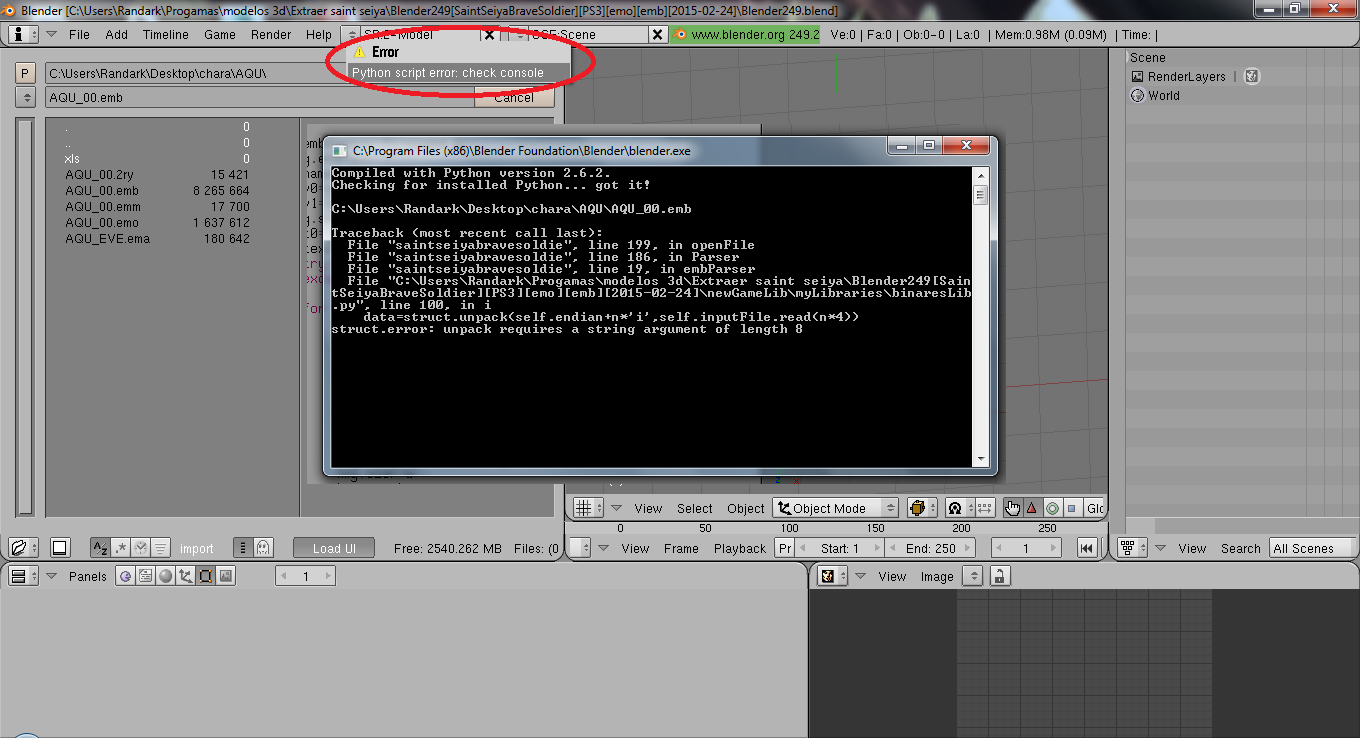 Blender [C:\Users\Randark\Progamas\modelos 3d\Extraer saint seiya\Blender249[SaintSeiyaBraveSoldier][PS3][emo][emb][2015-02-24]\Blender249.blend]
File Add Timeline Game Render Help SR:2-Model SCE:Scene www.blender.org 249.2 Ve:0 | Fa:0 | Ob:0-0 | La:0 | Mem:0.98M (0.09M) | Time: |
Error
Python script error: check console
P C:\Users\Randark\Desktop\chara\AQU\
AQU_00.emb Cancel
. 0
.. 0
xls 0
AQU_00.2ry 15 421
AQU_00.emb 8 265 664
AQU_00.emm 17 700
AQU_00.emo 1 637 612
AQU_EVE.ema 180 642
Scene
RenderLayers |
World
C:\Program Files (x86)\Blender Foundation\Blender\blender.exe
Compiled with Python version 2.6.2.
Checking for installed Python... got it!
C:\Users\Randark\Desktop\chara\AQU\AQU_00.emb
Traceback (most recent call last):
File "saintseiyabravesoldie", line 199, in openFile
File "saintseiyabravesoldie", line 186, in Parser
File "saintseiyabravesoldie", line 19, in embParser
File "C:\Users\Randark\Progamas\modelos 3d\Extraer saint seiya\Blender249[Sai
ntSeiyaBraveSoldier][PS3][emo][emb][2015-02-24]\newGameLib\myLibraries\binaresLib
.py", line 100, in i
data=struct.unpack(self.endian+n*'i',self.inputFile.read(n*4))
struct.error: unpack requires a string argument of length 8
View Select Object Object Mode Glo
0 50 100 150 200 250
Import Load UI Free: 2540.262 MB Files: (0
View Frame Playback Pr Start: 1 End: 250 1
View Search All Scenes
Panels 1
View Image